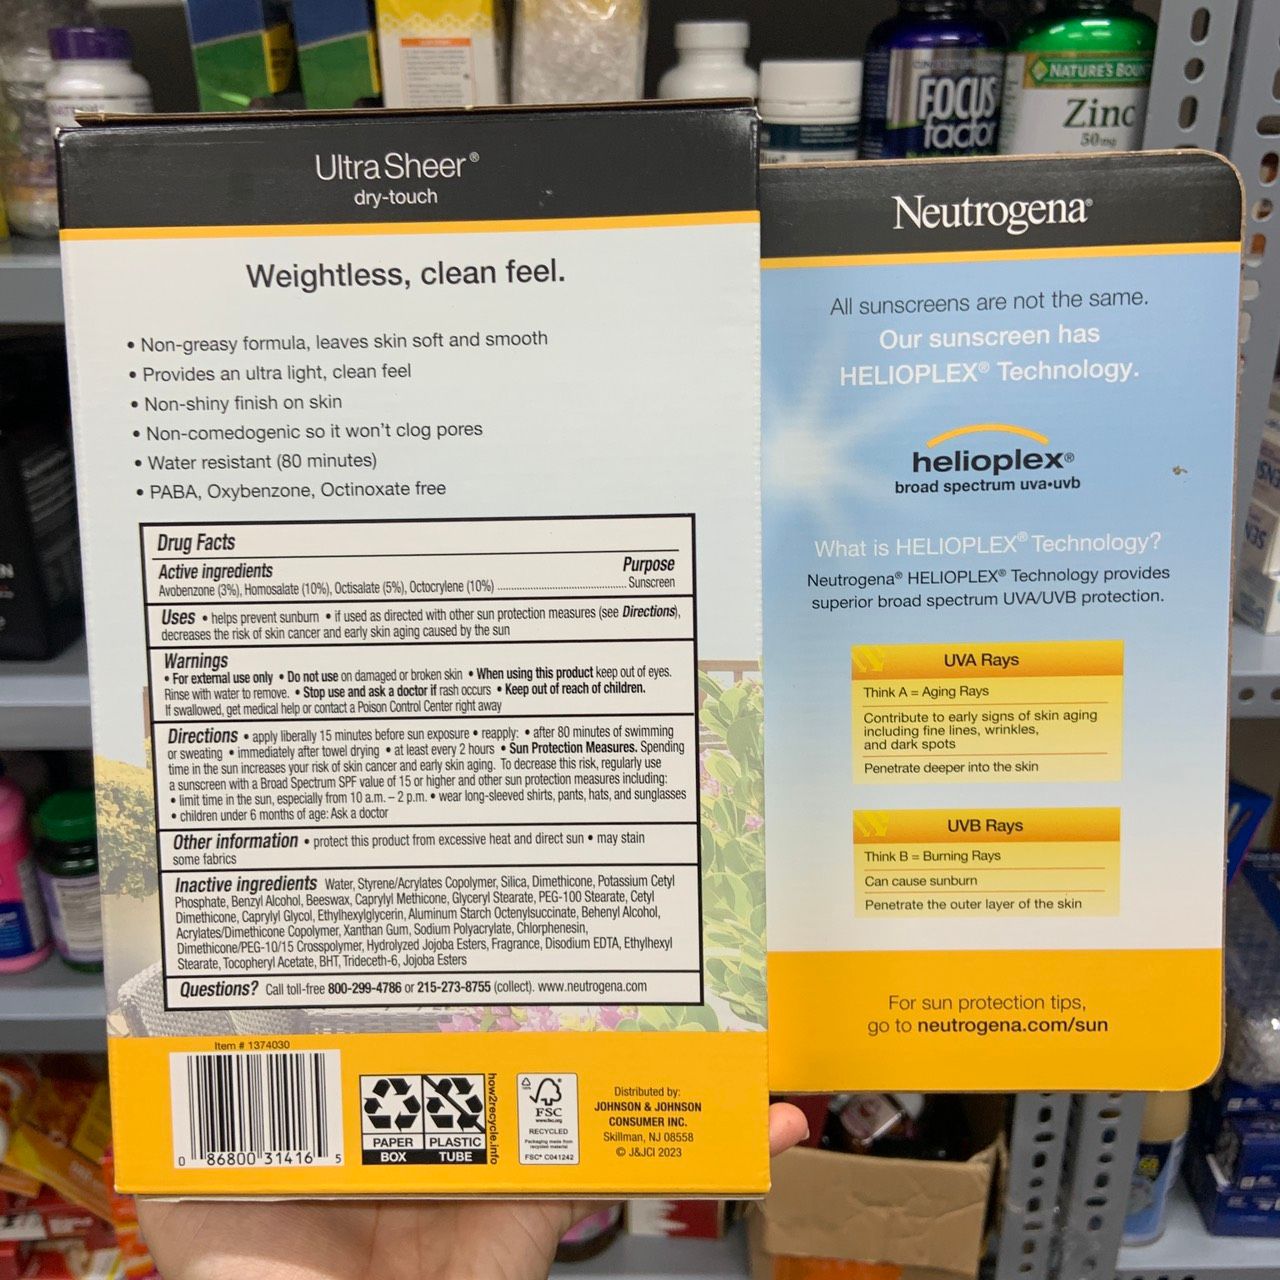 FOCUS
factor
NATURE'S BOUN
Zinc
50mg
Ultra Sheer®
dry-touch
Weightless, clean feel.
• Non-greasy formula, leaves skin soft and smooth
• Provides an ultra light, clean feel
• Non-shiny finish on skin
• Non-comedogenic so it won't clog pores
• Water resistant (80 minutes)
• PABA, Oxybenzone, Octinoxate free
Drug Facts
Active ingredients Purpose
Avobenzone (3%), Homosalate (10%), Octisalate (5%), Octocrylene (10%) .......................................... Sunscreen
Uses • helps prevent sunburn • if used as directed with other sun protection measures (see Directions),
decreases the risk of skin cancer and early skin aging caused by the sun
Warnings
• For external use only • Do not use on damaged or broken skin • When using this product keep out of eyes.
Rinse with water to remove. • Stop use and ask a doctor if rash occurs • Keep out of reach of children.
If swallowed, get medical help or contact a Poison Control Center right away
Directions • apply liberally 15 minutes before sun exposure • reapply: • after 80 minutes of swimming
or sweating • immediately after towel drying • at least every 2 hours • Sun Protection Measures. Spending
time in the sun increases your risk of skin cancer and early skin aging. To decrease this risk, regularly use
a sunscreen with a Broad Spectrum SPF value of 15 or higher and other sun protection measures including:
• limit time in the sun, especially from 10 a.m. – 2 p.m. • wear long-sleeved shirts, pants, hats, and sunglasses
• children under 6 months of age: Ask a doctor
Other information • protect this product from excessive heat and direct sun • may stain
some fabrics
Inactive ingredients Water, Styrene/Acrylates Copolymer, Silica, Dimethicone, Potassium Cetyl
Phosphate, Benzyl Alcohol, Beeswax, Caprylyl Methicone, Glyceryl Stearate, PEG-100 Stearate, Cetyl
Dimethicone, Caprylyl Glycol, Ethylhexylglycerin, Aluminum Starch Octenylsuccinate, Behenyl Alcohol,
Acrylates/Dimethicone Copolymer, Xanthan Gum, Sodium Polyacrylate, Chlorphenesin,
Dimethicone/PEG-10/15 Crosspolymer, Hydrolyzed Jojoba Esters, Fragrance, Disodium EDTA, Ethylhexyl
Stearate, Tocopheryl Acetate, BHT, Trideceth-6, Jojoba Esters
Questions? Call toll-free 800-299-4786 or 215-273-8755 (collect). www.neutrogena.com
Item # 1374030
0 86800 31416 5
PAPER
BOX
PLASTIC
TUBE
how2recycle.info
FSC
www.fsc.org
RECYCLED
Packaging made from
recycled material
FSC® C041242
Distributed by:
JOHNSON & JOHNSON
CONSUMER INC.
Skillman, NJ 08558
© J&JCI 2023
Neutrogena®
All sunscreens are not the same.
Our sunscreen has
HELIOPLEX® Technology.
helioplex®
broad spectrum uva•uvb
What is HELIOPLEX® Technology?
Neutrogena® HELIOPLEX® Technology provides
superior broad spectrum UVA/UVB protection.
UVA Rays
Think A = Aging Rays
Contribute to early signs of skin aging
including fine lines, wrinkles,
and dark spots
Penetrate deeper into the skin
UVB Rays
Think B = Burning Rays
Can cause sunburn
Penetrate the outer layer of the skin
For sun protection tips,
go to neutrogena.com/sun